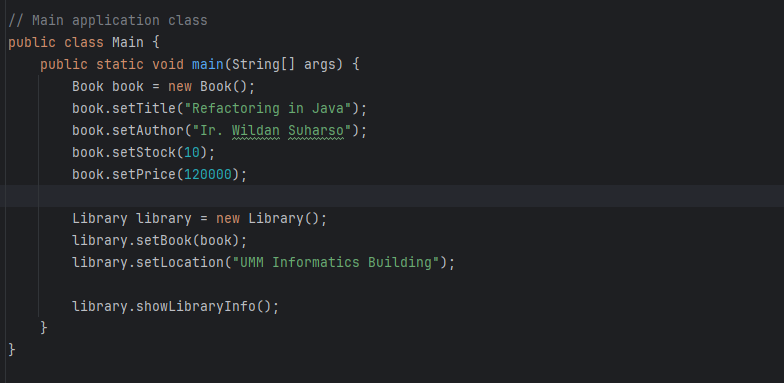 // Main application class
public class Main {
    public static void main(String[] args) {
        Book book = new Book();
        book.setTitle("Refactoring in Java");
        book.setAuthor("Ir. Wildan Suharso");
        book.setStock(10);
        book.setPrice(120000);
        Library library = new Library();
        library.setBook(book);
        library.setLocation("UMM Informatics Building");
        library.showLibraryInfo();
    }
}